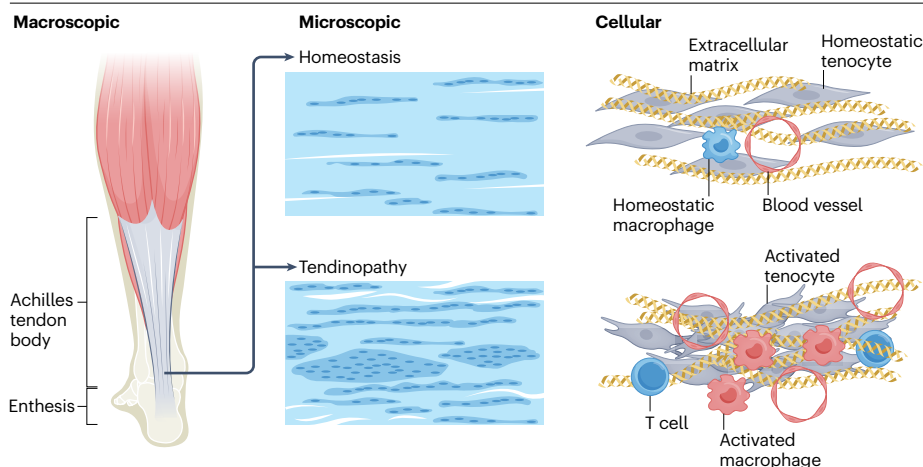 Macroscopic
Microscopic
Cellular
Homeostasis
Extracellular
matrix
Homeostatic
tenocyte
Homeostatic
macrophage
Blood vessel
Achilles
tendon
body
Enthesis
Tendinopathy
Activated
tenocyte
T cell
Activated
macrophage